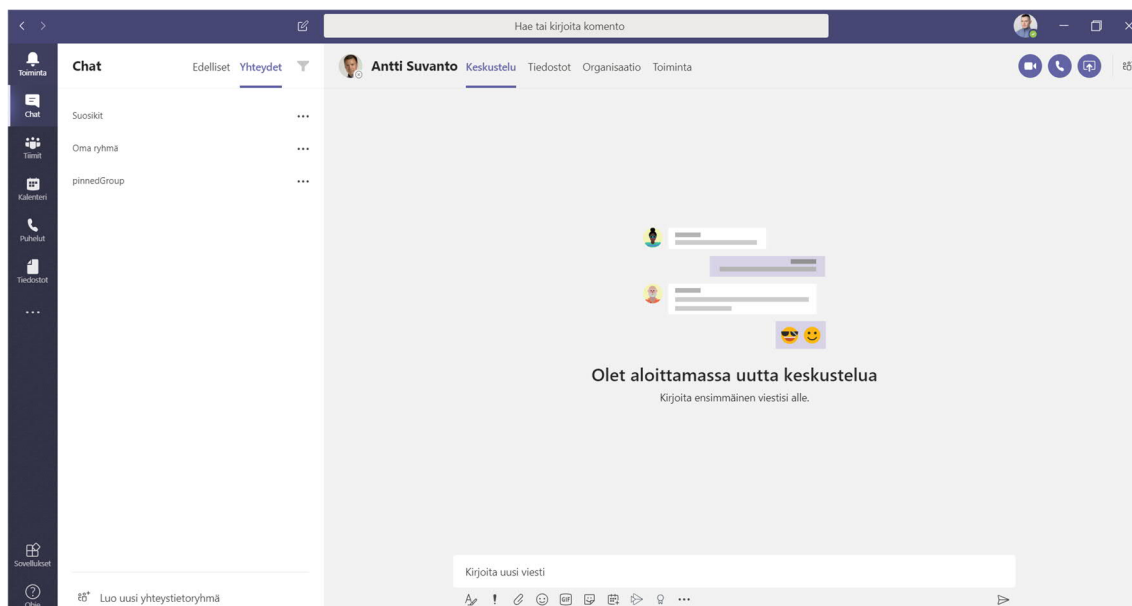 Hae tai kirjoita komento
Toiminta
Chat
Tiimit
Kalenteri
Puhelut
Tiedostot
Sovellukset
Ohje
Chat Edelliset Yhteydet
Suosikit
Oma ryhmä
pinnedGroup
Luo uusi yhteystietoryhmä
Antti Suvanto Keskustelu Tiedostot Organisaatio Toiminta
Olet aloittamassa uutta keskustelua
Kirjoita ensimmäinen viestisi alle.
Kirjoita uusi viesti
GIF